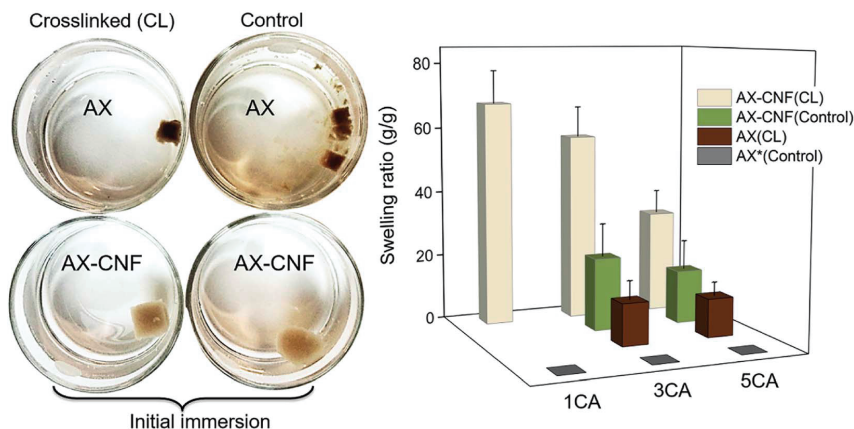 Crosslinked (CL)
Control
AX
AX
AX-CNF
AX-CNF
Initial immersion
Swelling ratio (g/g)
80
60
40
20
0
AX-CNF(CL)
AX-CNF(Control)
AX(CL)
AX*(Control)
1CA
3CA
5CA